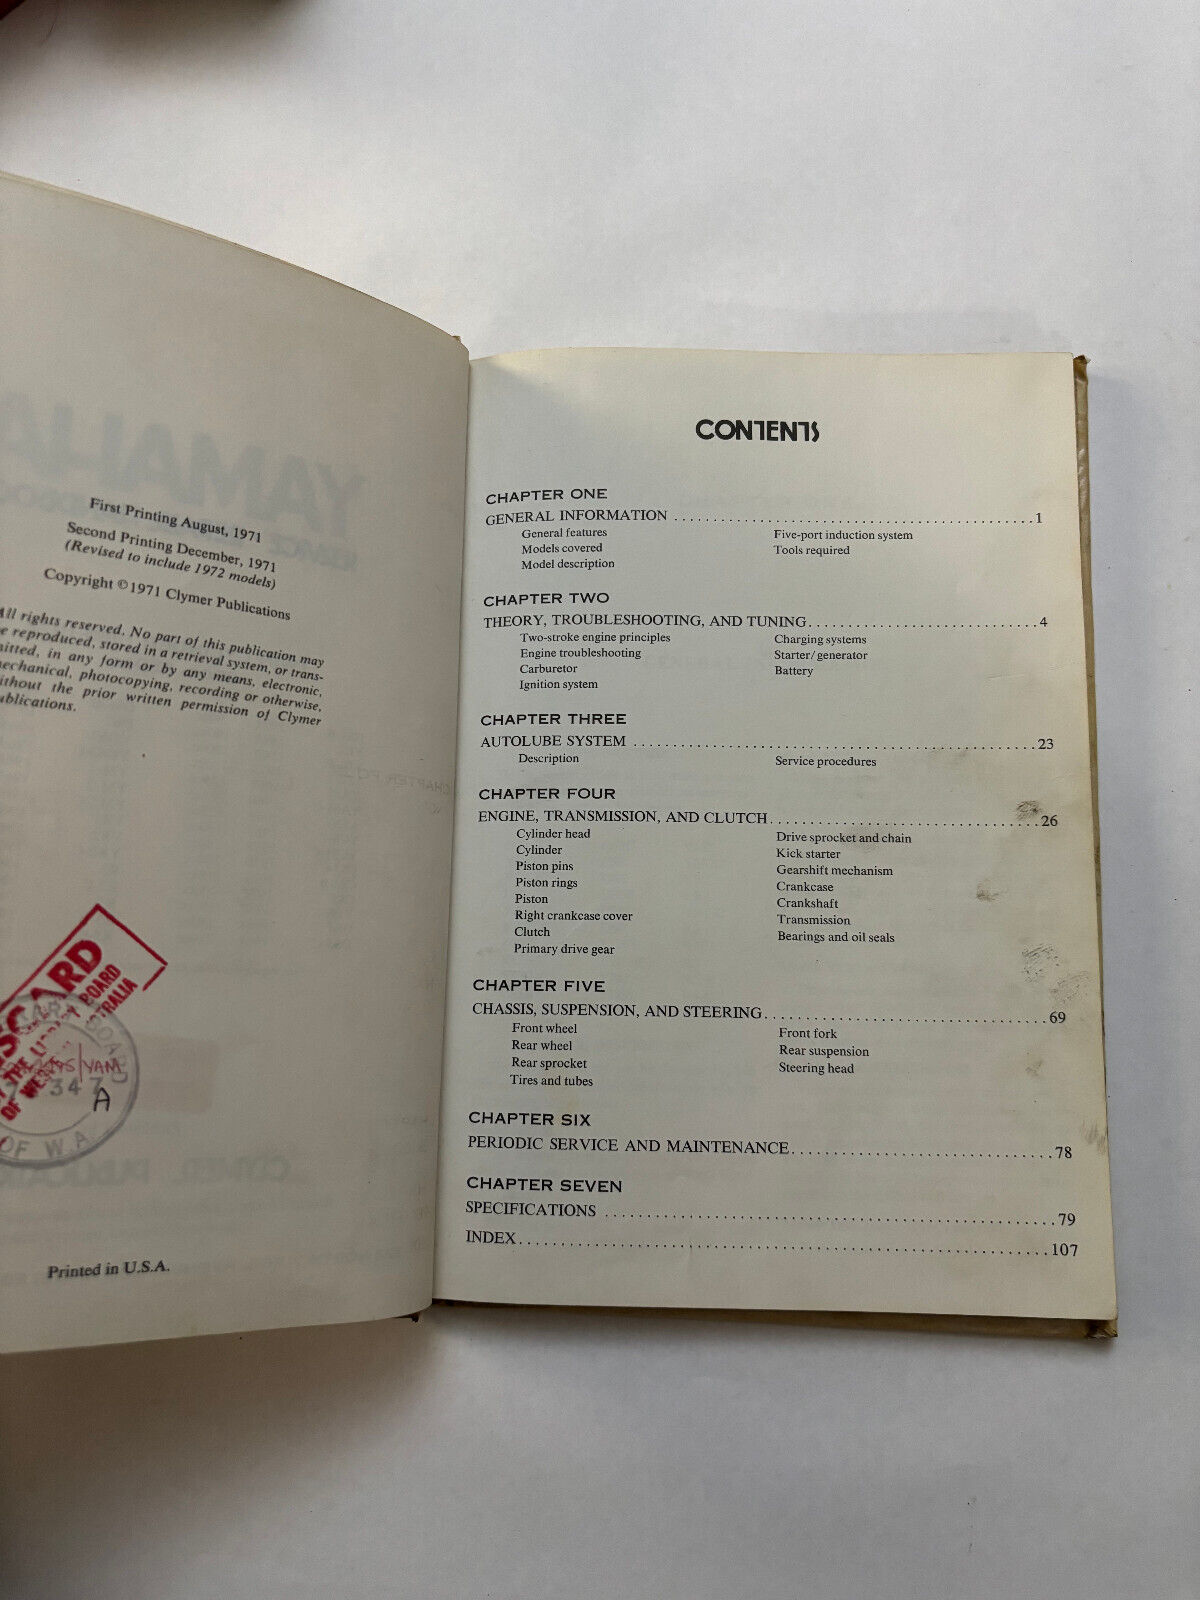 First Printing August, 1971
Second Printing December, 1971
(Revised to include 1972 models)
Copyright ©1971 Clymer Publications
All rights reserved. No part of this publication may
reproduced, stored in a retrieval system, or trans-
mitted, in any form or by any means, electronic,
mechanical, photocopying, recording or otherwise,
without the prior written permission of Clymer
Publications.
BOARD
OF WEST AUSTRALIA
/YAM
347
A
OF W.A.
Printed in U.S.A.
CONTENTS
CHAPTER ONE
GENERAL INFORMATION . . . . . . . . . . 1
General features
Models covered
Model description
Five-port induction system
Tools required
CHAPTER TWO
THEORY, TROUBLESHOOTING, AND TUNING . . . . . . . . . . 4
Two-stroke engine principles
Engine troubleshooting
Carburetor
Ignition system
Charging systems
Starter/generator
Battery
CHAPTER THREE
AUTOLUBE SYSTEM . . . . . . . . . . 23
Description
Service procedures
CHAPTER FOUR
ENGINE, TRANSMISSION, AND CLUTCH . . . . . . . . . . 26
Cylinder head
Cylinder
Piston pins
Piston rings
Piston
Right crankcase cover
Clutch
Primary drive gear
Drive sprocket and chain
Kick starter
Gearshift mechanism
Crankcase
Crankshaft
Transmission
Bearings and oil seals
CHAPTER FIVE
CHASSIS, SUSPENSION, AND STEERING . . . . . . . . . . 69
Front wheel
Rear wheel
Rear sprocket
Tires and tubes
Front fork
Rear suspension
Steering head
CHAPTER SIX
PERIODIC SERVICE AND MAINTENANCE . . . . . . . . . . 78
CHAPTER SEVEN
SPECIFICATIONS . . . . . . . . . . 79
INDEX . . . . . . . . . . 107